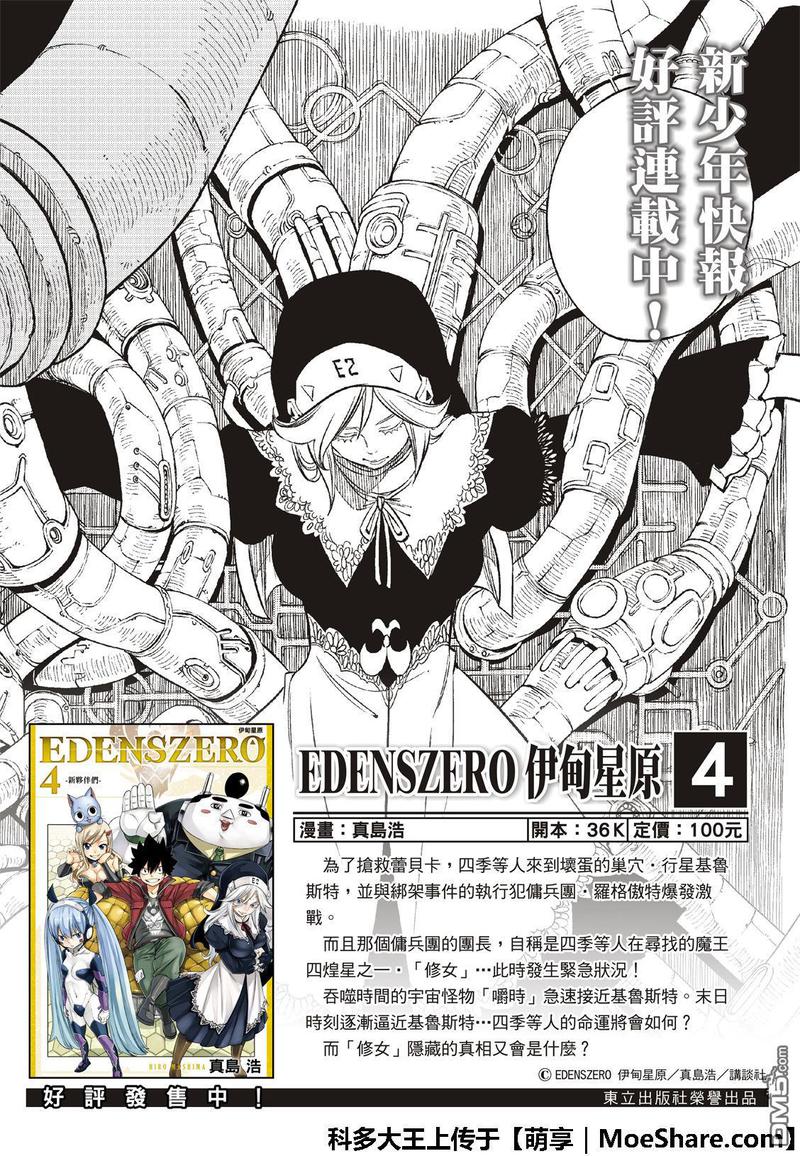 新少年快報
好評連載中！
EZ
伊甸星原
EDENSZERO
4
-新夥伴們-
EZ
HIRO MASHIMA 真島 浩
EDENSZERO 伊甸星原 4
漫畫：真島浩 開本：36K 定價：100元
為了搶救蕾貝卡，四季等人來到壞蛋的巢穴·行星基魯
斯特，並與綁架事件的執行犯傭兵團·羅格傲特爆發激
戰。
而且那個傭兵團的團長，自稱是四季等人在尋找的魔王
四煌星之一·「修女」…此時發生緊急狀況！
吞噬時間的宇宙怪物「嚼時」急速接近基魯斯特。末日
時刻逐漸逼近基魯斯特…四季等人的命運將會如何？
而「修女」隱藏的真相又會是什麼？
© EDENSZERO 伊甸星原／真島浩／講談社
好評發售中！
東立出版社榮譽出品
DM5.com
科多大王上传于【萌享｜MoeShare.com】